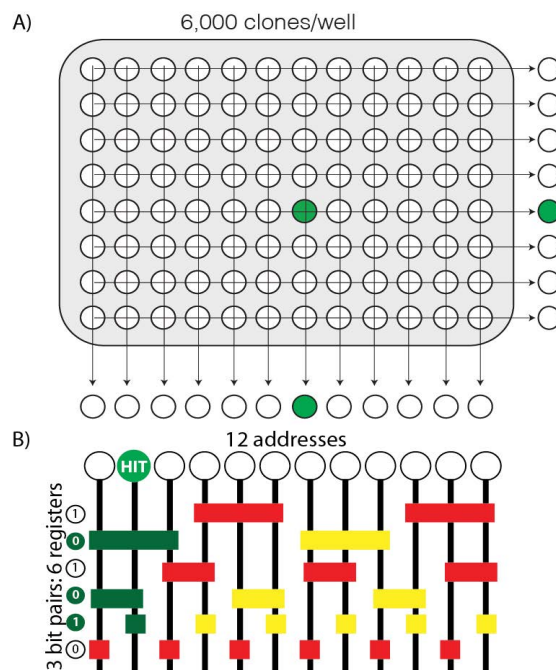 A)
6,000 clones/well
B)
12 addresses
HIT
3 bit pairs: 6 registers
1
0
1
0
1
0